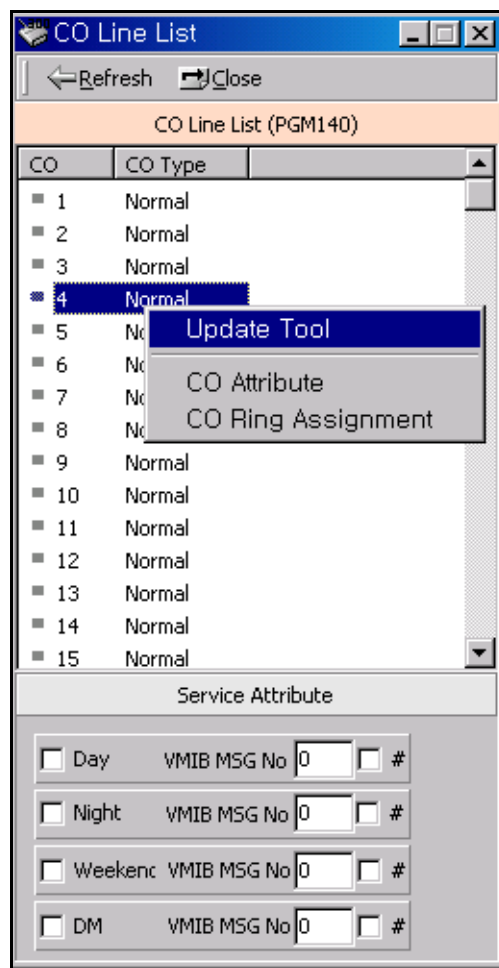 CO Line List
Refresh Close
CO Line List (PGM140)
CO CO Type
1 Normal
2 Normal
3 Normal
4 Normal
5
Update Tool
6
7
CO Attribute
8
CO Ring Assignment
9 Normal
10 Normal
11 Normal
12 Normal
13 Normal
14 Normal
15 Normal
Service Attribute
Day VMIB MSG No 0 #
Night VMIB MSG No 0 #
Weekend VMIB MSG No 0 #
DM VMIB MSG No 0 #